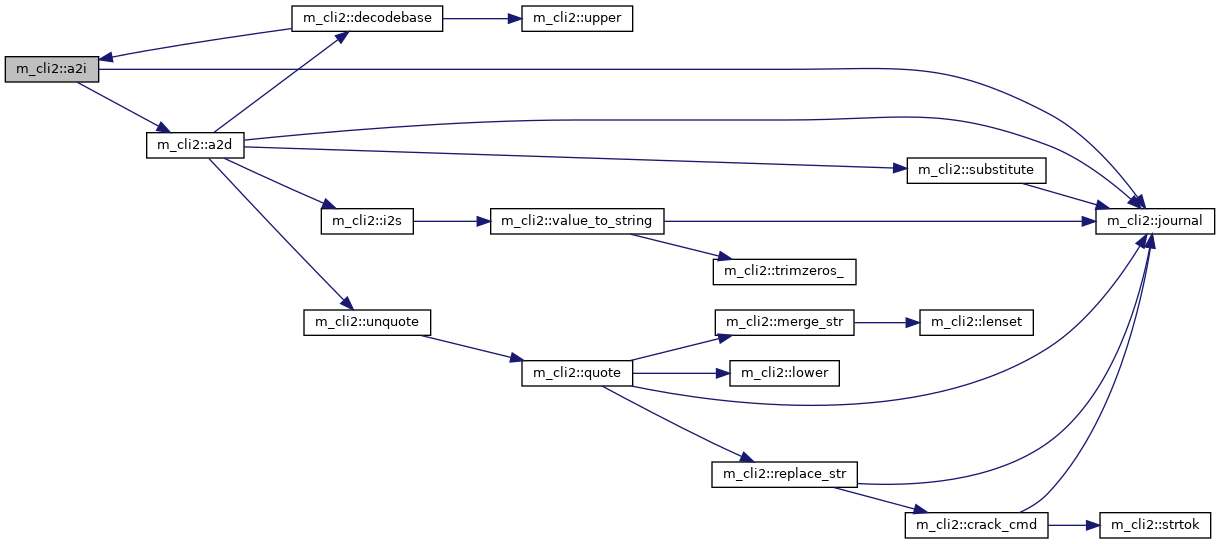 m_cli2::decodebase
m_cli2::upper
m_cli2::a2i
m_cli2::a2d
m_cli2::substitute
m_cli2::i2s
m_cli2::value_to_string
m_cli2::journal
m_cli2::trimzeros_
m_cli2::unquote
m_cli2::merge_str
m_cli2::lenset
m_cli2::quote
m_cli2::lower
m_cli2::replace_str
m_cli2::crack_cmd
m_cli2::strtok